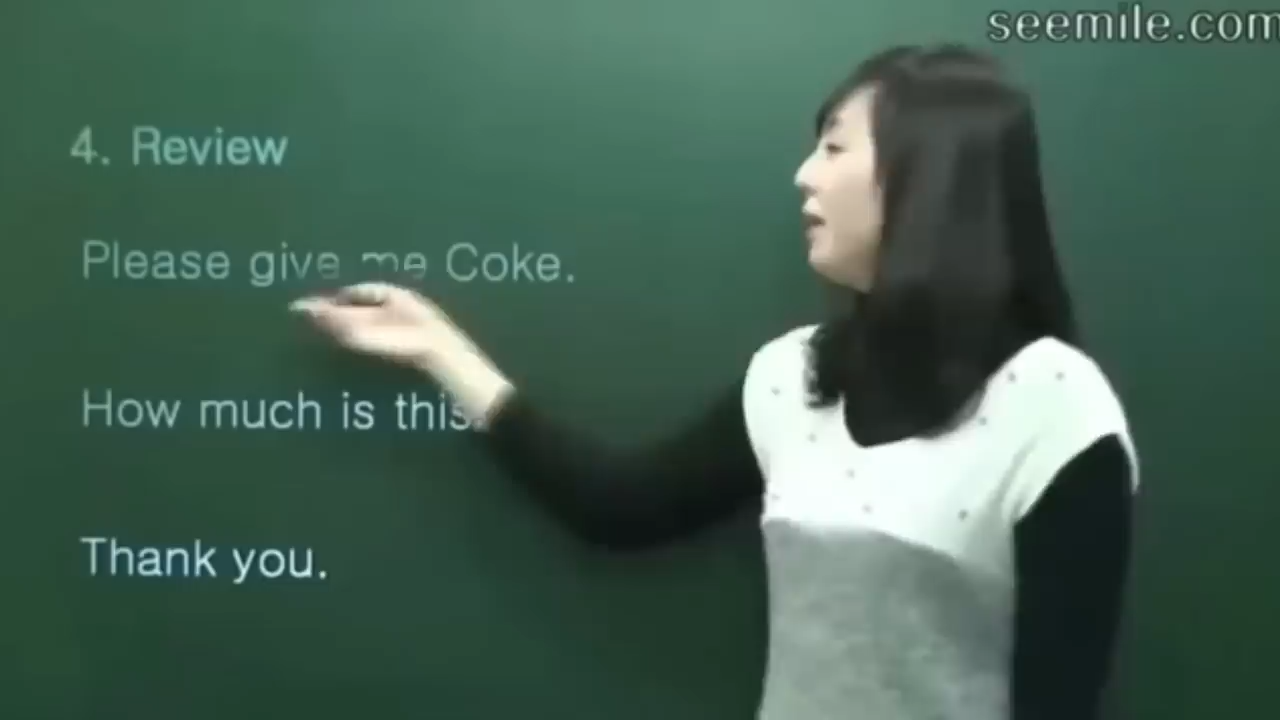 seemile.com
4. Review
Please give me Coke.
How much is this
Thank you.